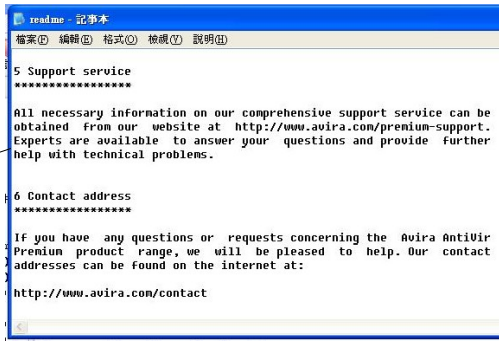 readme - 記事本
檔案(F) 編輯(E) 格式(O) 檢視(V) 說明(H)
5 Support service
*****************
All necessary information on our comprehensive support service can be
obtained from our website at http://www.avira.com/premium-support.
Experts are available to answer your questions and provide further
help with technical problems.
6 Contact address
*****************
If you have any questions or requests concerning the Avira AntiVir
Premium product range, we will be pleased to help. Our contact
addresses can be found on the internet at:
http://www.avira.com/contact